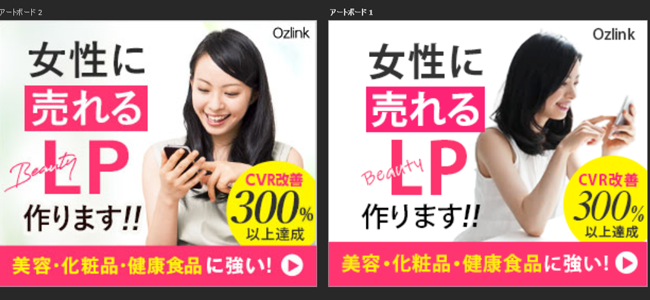 アートボード 2
Ozlink
女性に
売れる
Beauty
LP
作ります!!
CVR改善
300%
以上達成
美容・化粧品・健康食品に強い!
アートボード 1
Ozlink
女性に
売れる
Beauty
LP
作ります!!
CVR改善
300%
以上達成
美容・化粧品・健康食品に強い!